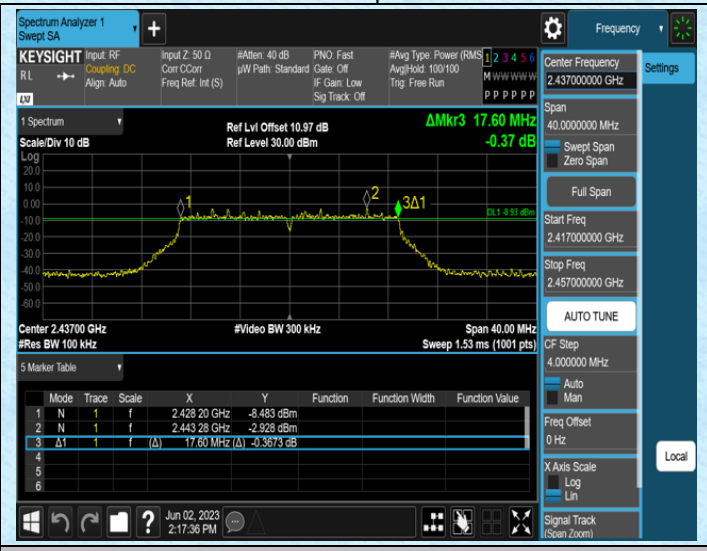 Spectrum Analyzer 1
Swept SA
Frequency
KEYSIGHT
Input: RF
Input Z: 50 Ω
#Atten: 40 dB
PNO: Fast
#Avg Type: Power (RMS
1 2 3 4 5 6
RL
Coupling: DC
Corr CCorr
µW Path: Standard
Gate: Off
Avg|Hold: 100/100
M W W W W W
Align: Auto
Freq Ref: Int (S)
IF Gain: Low
Trig: Free Run
P P P P P P
Sig Track: Off
LXI
Center Frequency
2.437000000 GHz
Settings
1 Spectrum
Ref Lvl Offset 10.97 dB
ΔMkr3 17.60 MHz
Scale/Div 10 dB
Ref Level 30.00 dBm
-0.37 dB
Log
20.0
10.0
0.00
-10.0
-20.0
-30.0
-40.0
-50.0
-60.0
1
2
3Δ1
DL1 -8.93 dBm
Center 2.43700 GHz
#Video BW 300 kHz
Span 40.00 MHz
#Res BW 100 kHz
Sweep 1.53 ms (1001 pts)
Span
40.0000000 MHz
Swept Span
Zero Span
Full Span
Start Freq
2.417000000 GHz
Stop Freq
2.457000000 GHz
AUTO TUNE
CF Step
4.000000 MHz
Auto
Man
Freq Offset
0 Hz
X Axis Scale
Log
Lin
Signal Track
(Span Zoom)
Local
5 Marker Table
Mode Trace Scale X Y Function Function Width Function Value
1 N 1 f 2.428 20 GHz -8.483 dBm
2 N 1 f 2.443 28 GHz -2.928 dBm
3 Δ1 1 f (Δ) 17.60 MHz (Δ) -0.3673 dB
4
5
6
?
Jun 02, 2023
2:17:36 PM